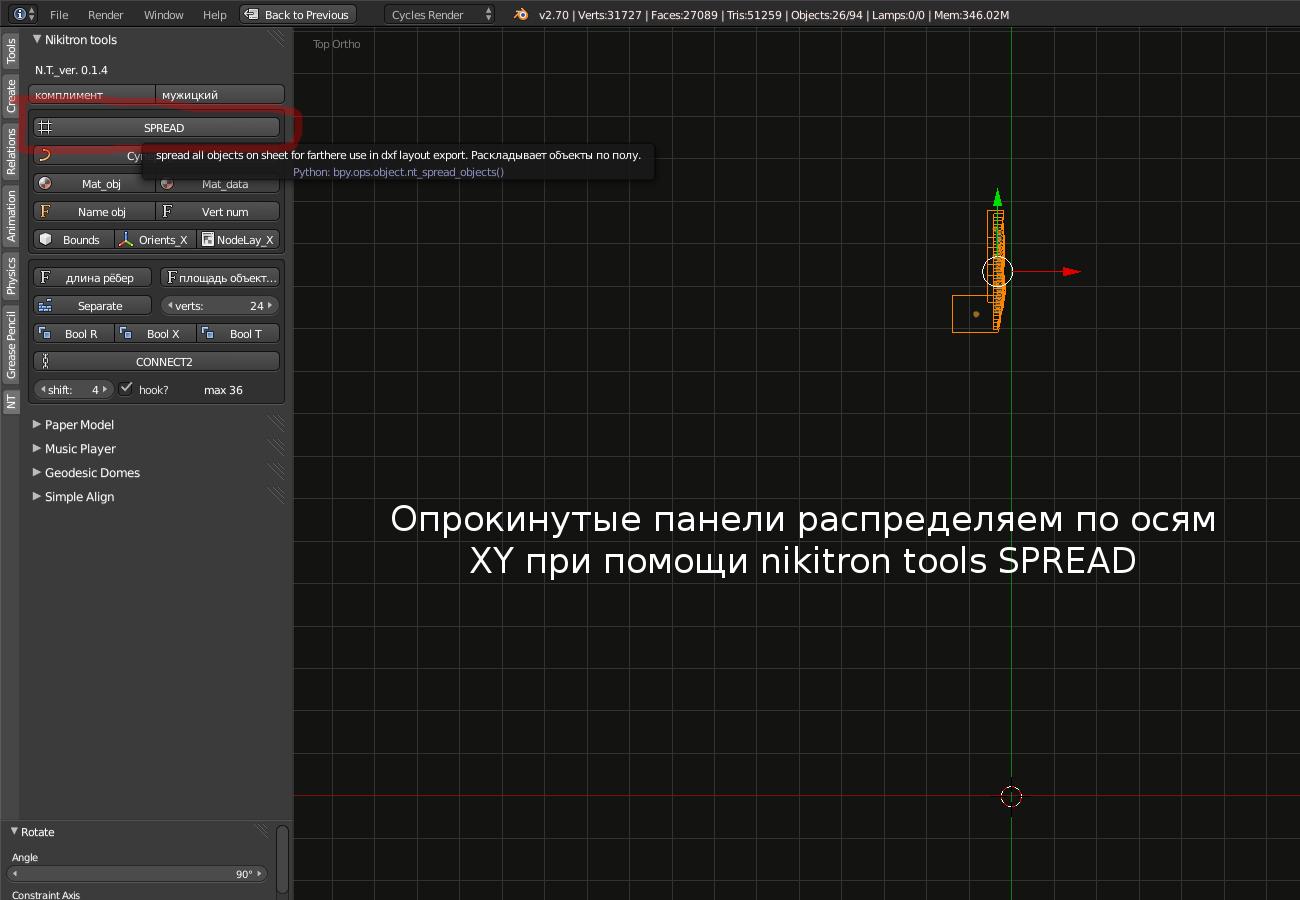 File Render Window Help Back to Previous Cycles Render v2.70 | Verts:31727 | Faces:27089 | Tris:51259 | Objects:26/94 | Lamps:0/0 | Mem:346.02M
Tools
Create
Relations
Animation
Physics
Grease Pencil
NT
Nikitron tools
N.T._ver. 0.1.4
комплимент мужицкий
SPREAD
spread all objects on sheet for farthere use in dxf layout export. Раскладывает объекты по полу.
Python: bpy.ops.object.nt_spread_objects()
Mat_obj Mat_data
Name obj Vert num
Bounds Orients_X NodeLay_X
длина рёбер площадь объект...
Separate verts: 24
Bool R Bool X Bool T
CONNECT2
shift: 4 hook? max 36
Paper Model
Music Player
Geodesic Domes
Simple Align
Top Ortho
Опрокинутые панели распределяем по осям
XY при помощи nikitron tools SPREAD
Rotate
Angle
90°
Constraint Axis